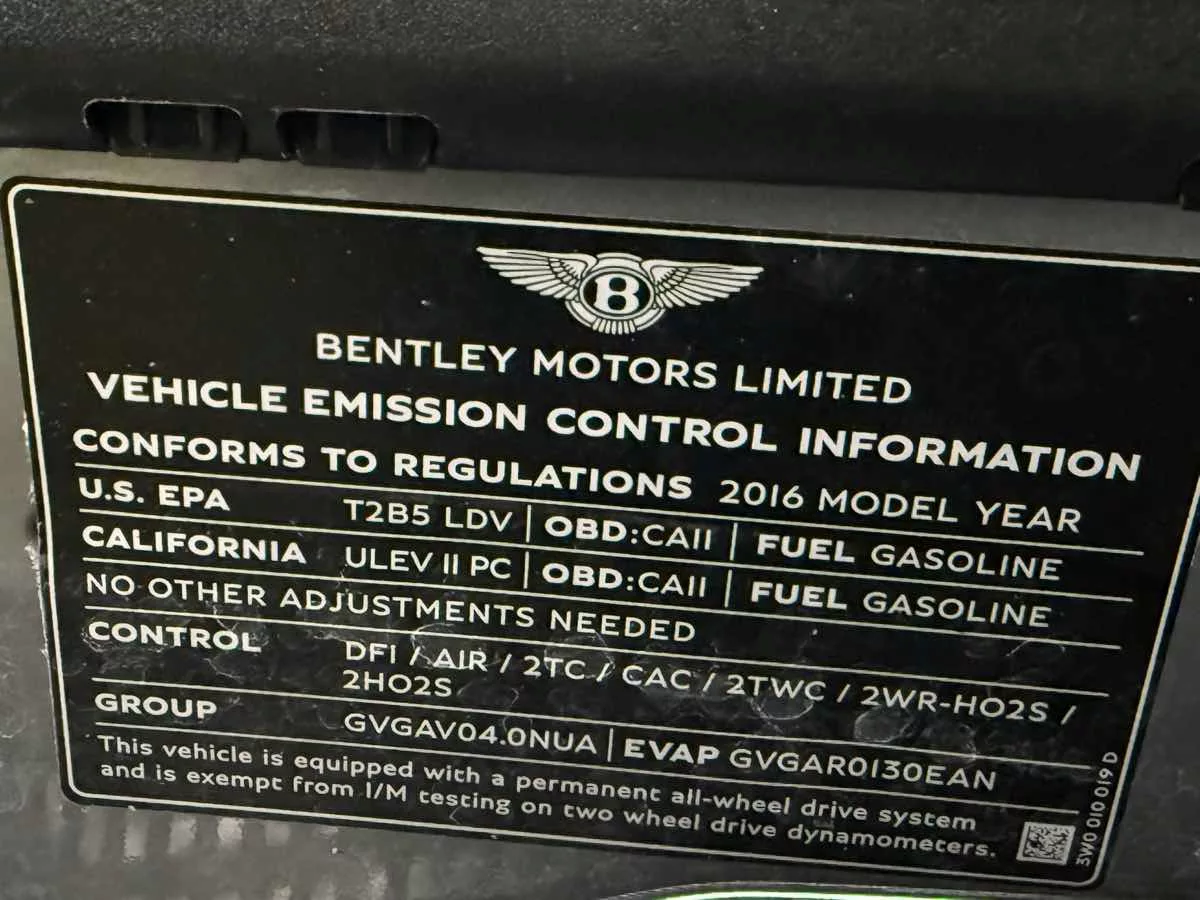 B
BENTLEY MOTORS LIMITED
VEHICLE EMISSION CONTROL INFORMATION
CONFORMS TO REGULATIONS 2016 MODEL YEAR
U.S. EPA T2B5 LDV | OBD:CAII | FUEL GASOLINE
CALIFORNIA ULEV II PC | OBD:CAII | FUEL GASOLINE
NO OTHER ADJUSTMENTS NEEDED
CONTROL DFI / AIR / 2TC / CAC / 2TWC / 2WR-HO2S /
2HO2S
GROUP GVGAV04.0NUA | EVAP GVGAR0130EAN
This vehicle is equipped with a permanent all-wheel drive system
and is exempt from I/M testing on two wheel drive dynamometers.
3W0 010 019 D